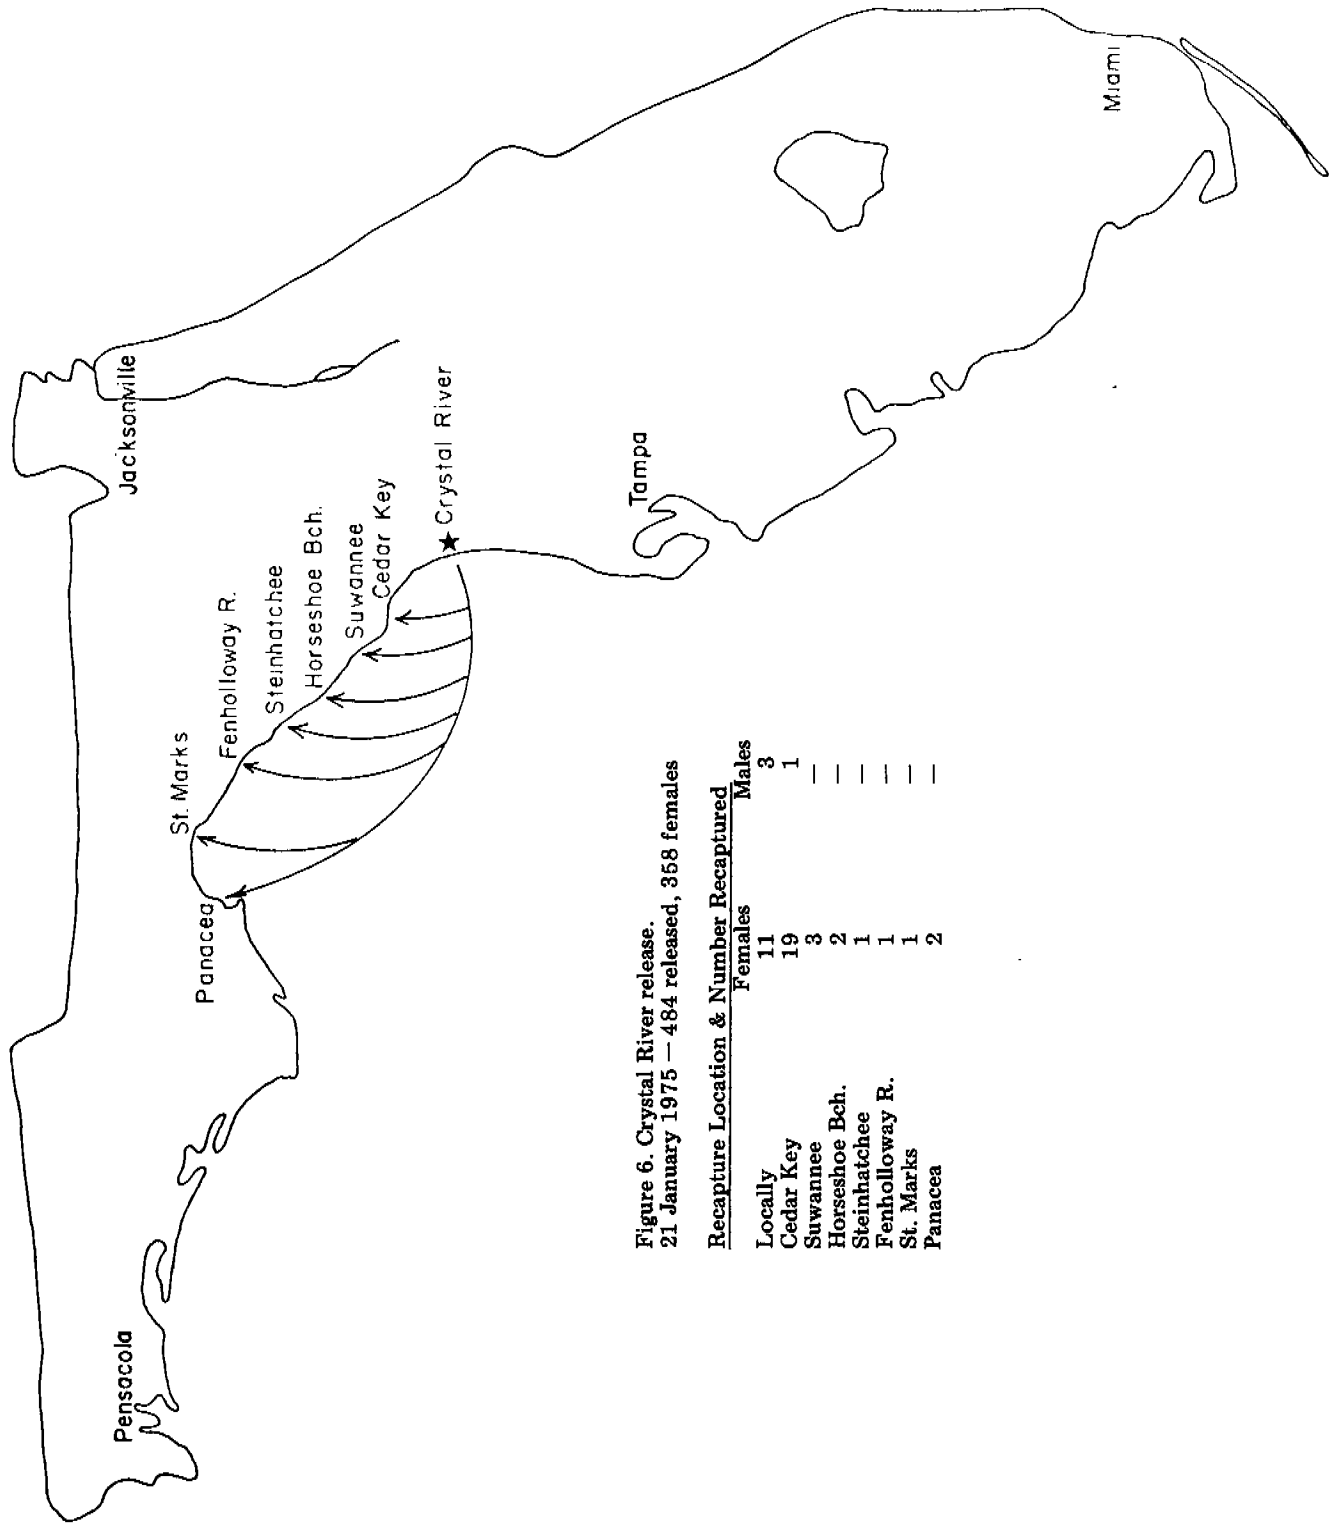 Pensacola
Panacea
St. Marks
Fenholloway R.
Steinhatchee
Horseshoe Bch.
Suwannee
Cedar Key
Crystal River
Jacksonville
Tampa
Miami
Figure 6. Crystal River release.
21 January 1975 — 484 released, 358 females
Recapture Location & Number Recaptured
Females Males
Locally 11 3
Cedar Key 19 1
Suwannee 3 —
Horseshoe Bch. 2 —
Steinhatchee 1 —
Fenholloway R. 1 —
St. Marks 1 —
Panacea 2 —